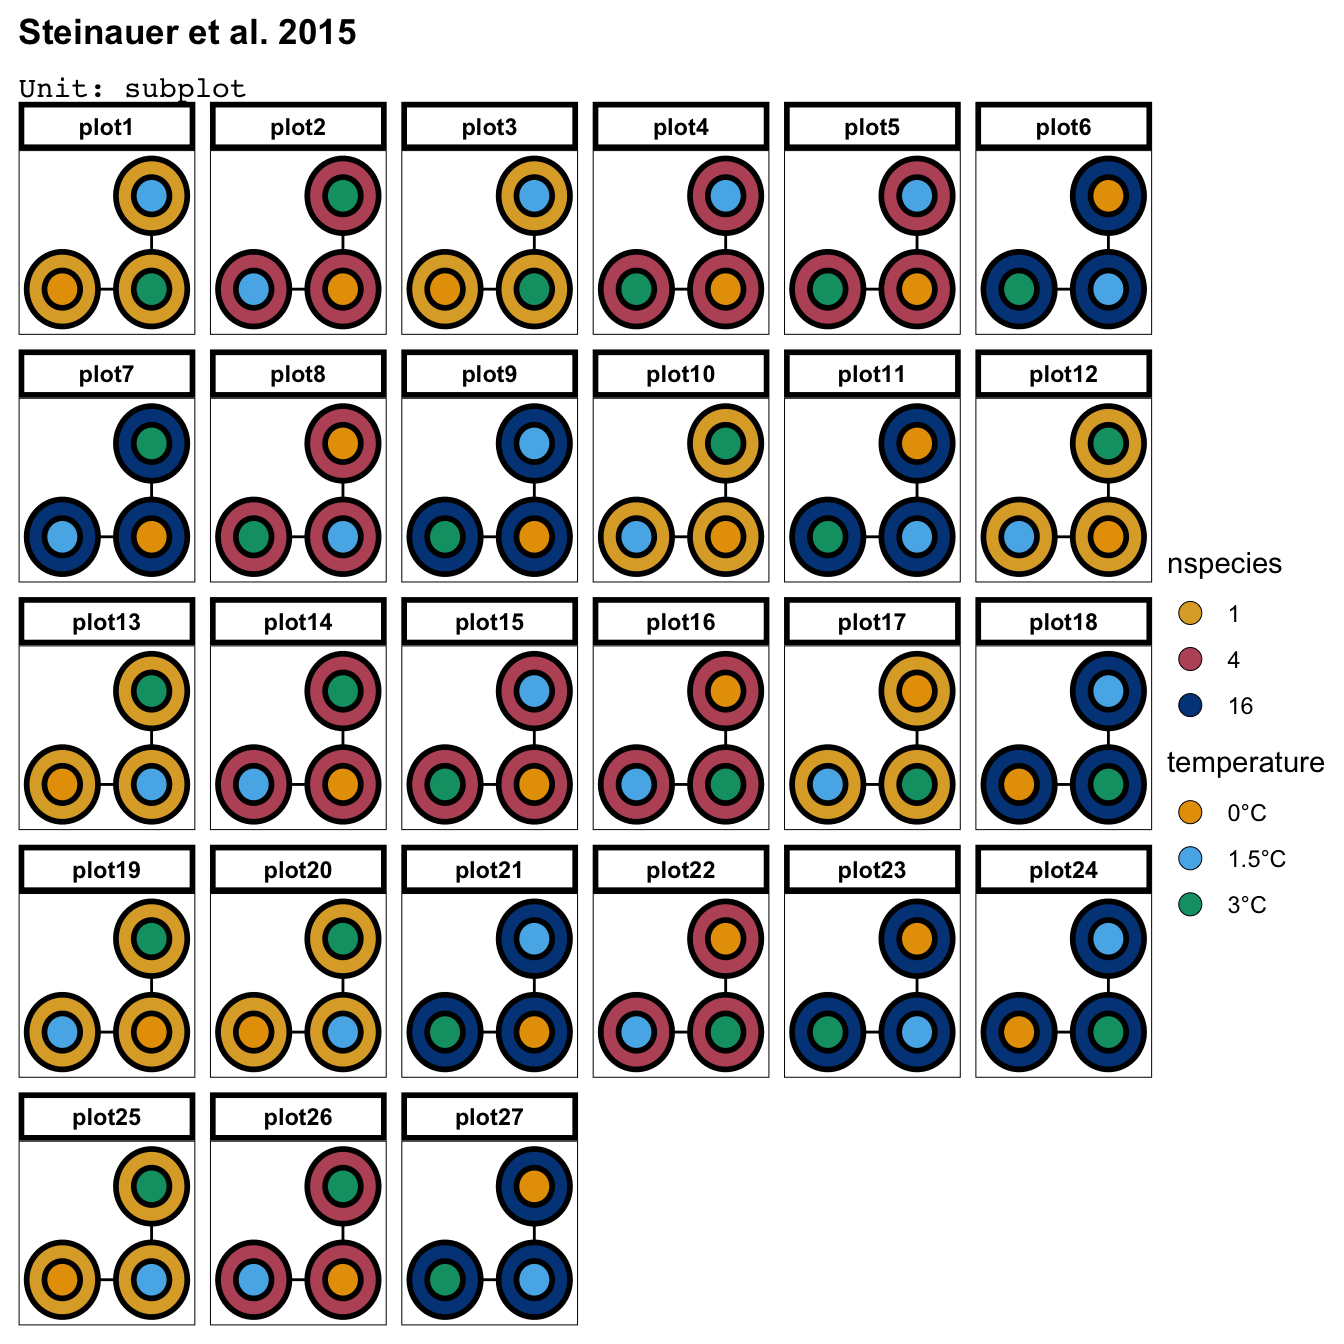 Steinauer et al. 2015
Unit: subplot
plot1 plot2 plot3 plot4 plot5 plot6
plot7 plot8 plot9 plot10 plot11 plot12
plot13 plot14 plot15 plot16 plot17 plot18
plot19 plot20 plot21 plot22 plot23 plot24
plot25 plot26 plot27
nspecies
1
4
16
temperature
0°C
1.5°C
3°C